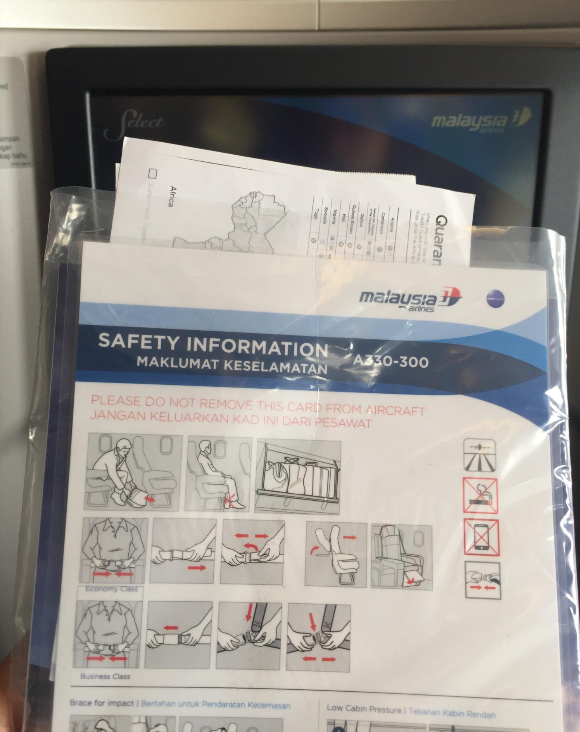 Select
malaysia
airlines
Quaran
Africa
malaysia
airlines
SAFETY INFORMATION
MAKLUMAT KESELAMATAN
A330-300
PLEASE DO NOT REMOVE THIS CARD FROM AIRCRAFT
JANGAN KELUARKAN KAD INI DARI PESAWAT
Economy Class
Business Class
Brace for impact | Bertahan untuk Pendaratan Kecemasan
Low Cabin Pressure | Tekanan Kabin Rendah